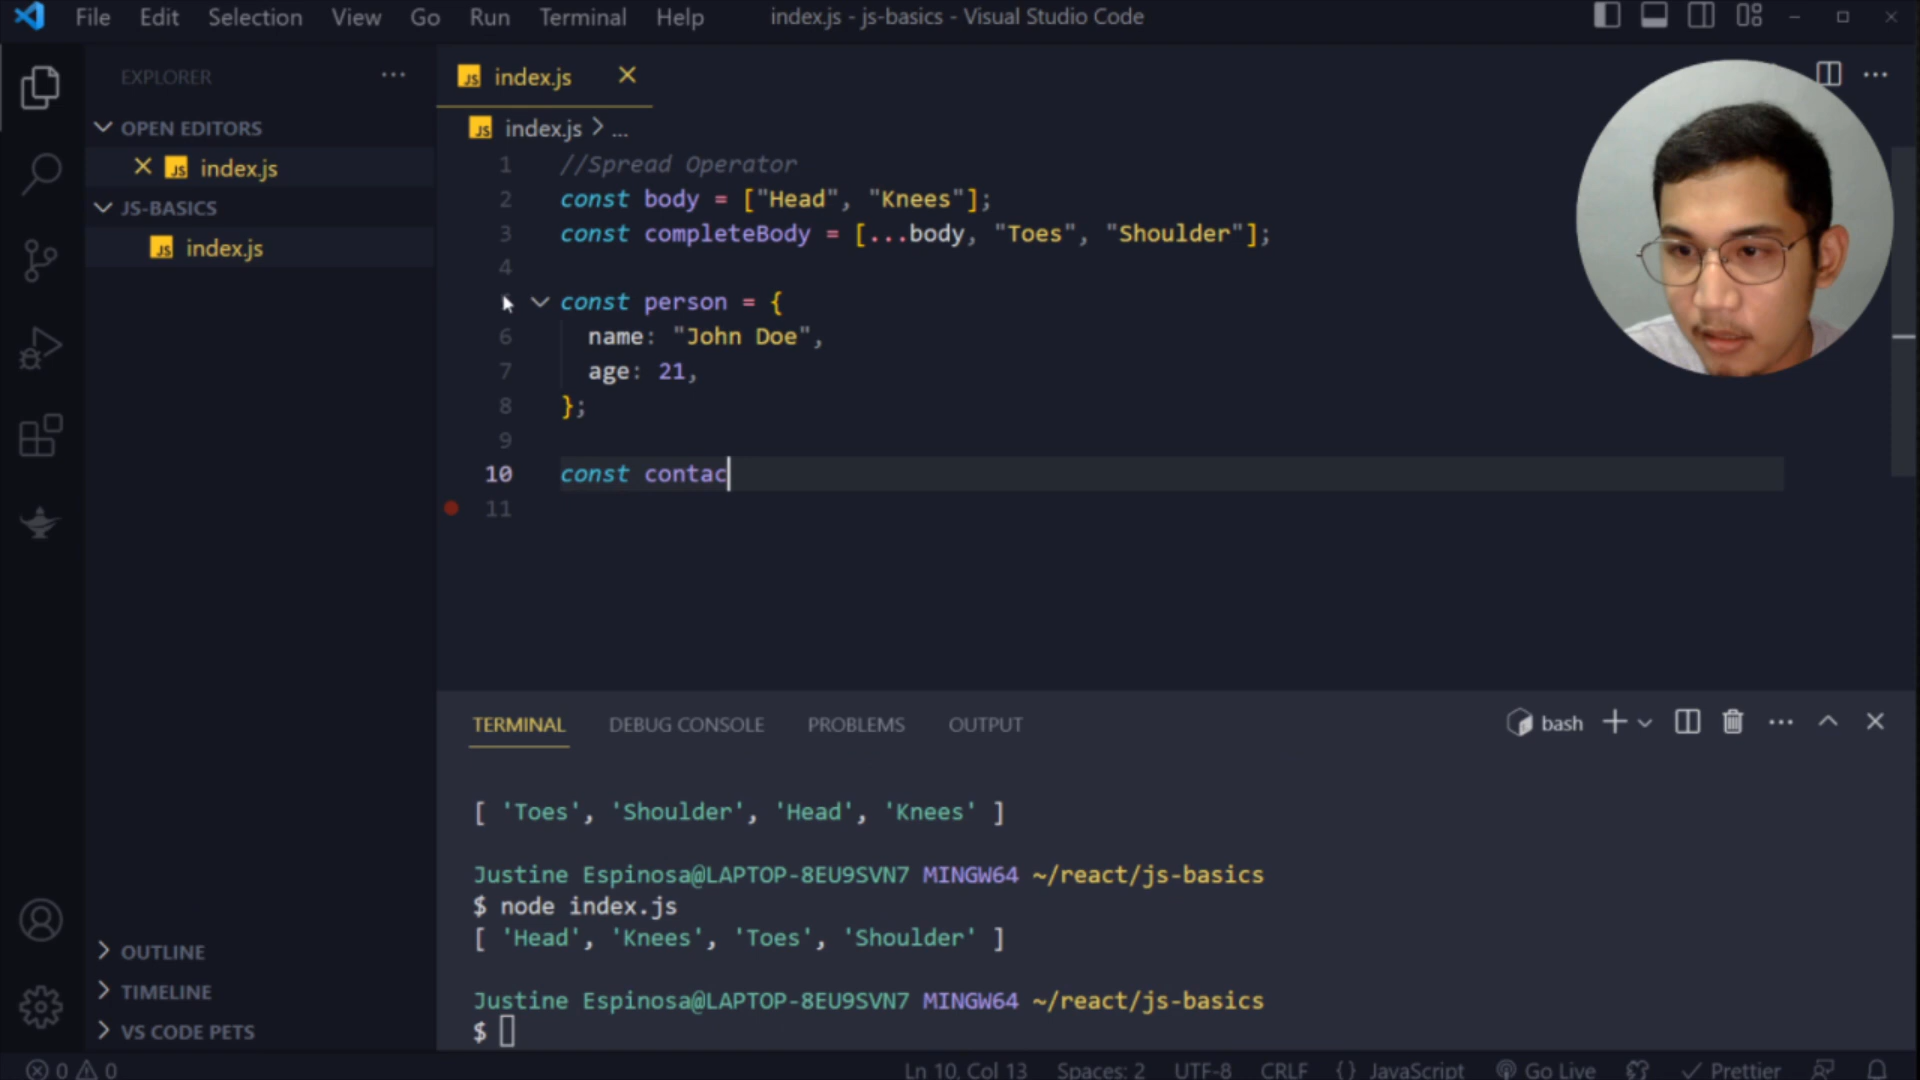 File Edit Selection View Go Run Terminal Help index.js - js-basics - Visual Studio Code
EXPLORER
OPEN EDITORS
JS index.js
JS-BASICS
JS index.js
JS index.js
JS index.js > ...
1 //Spread Operator
2 const body = ["Head", "Knees"];
3 const completeBody = [...body, "Toes", "Shoulder"];
4
const person = {
6 name: "John Doe",
7 age: 21,
8 };
9
10 const contac
11
TERMINAL DEBUG CONSOLE PROBLEMS OUTPUT bash
[ 'Toes', 'Shoulder', 'Head', 'Knees' ]
Justine Espinosa@LAPTOP-8EU9SVN7 MINGW64 ~/react/js-basics
$ node index.js
[ 'Head', 'Knees', 'Toes', 'Shoulder' ]
Justine Espinosa@LAPTOP-8EU9SVN7 MINGW64 ~/react/js-basics
$
OUTLINE
TIMELINE
VS CODE PETS
0 0 Ln 10, Col 13 Spaces: 2 UTF-8 CRLF {} JavaScript Go Live Prettier